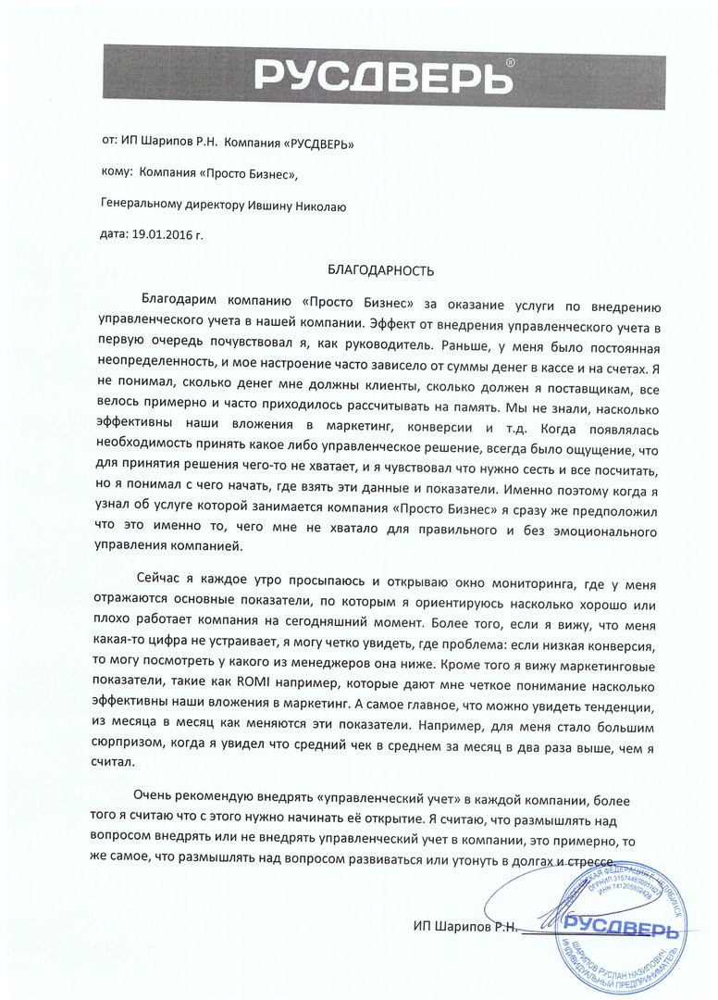 РУСДВЕРЬ®
от: ИП Шарипов Р.Н. Компания «РУСДВЕРЬ»
кому: Компания «Просто Бизнес»,
Генеральному директору Ившину Николаю
дата: 19.01.2016 г.
БЛАГОДАРНОСТЬ
Благодарим компанию «Просто Бизнес» за оказание услуги по внедрению
управленческого учета в нашей компании. Эффект от внедрения управленческого учета в
первую очередь почувствовал я, как руководитель. Раньше, у меня было постоянная
неопределенность, и мое настроение часто зависело от суммы денег в кассе и на счетах. Я
не понимал, сколько денег мне должны клиенты, сколько должен я поставщикам, все
велось примерно и часто приходилось рассчитывать на память. Мы не знали, насколько
эффективны наши вложения в маркетинг, конверсии и т.д. Когда появлялась
необходимость принять какое либо управленческое решение, всегда было ощущение, что
для принятия решения чего-то не хватает, и я чувствовал что нужно сесть и все посчитать,
но я понимал с чего начать, где взять эти данные и показатели. Именно поэтому когда я
узнал об услуге которой занимается компания «Просто Бизнес» я сразу же предположил
что это именно то, чего мне не хватало для правильного и без эмоционального
управления компанией.
Сейчас я каждое утро просыпаюсь и открываю окно мониторинга, где у меня
отражаются основные показатели, по которым я ориентируюсь насколько хорошо или
плохо работает компания на сегодняшний момент. Более того, если я вижу, что меня
какая-то цифра не устраивает, я могу четко увидеть, где проблема: если низкая конверсия,
то могу посмотреть у какого из менеджеров она ниже. Кроме того я вижу маркетинговые
показатели, такие как ROMI например, которые дают мне четкое понимание насколько
эффективны наши вложения в маркетинг. А самое главное, что можно увидеть тенденции,
из месяца в месяц как меняются эти показатели. Например, для меня стало большим
сюрпризом, когда я увидел что средний чек в среднем за месяц в два раза выше, чем я
считал.
Очень рекомендую внедрять «управленческий учет» в каждой компании, более
того я считаю что с этого нужно начинать её открытие. Я считаю, что размышлять над
вопросом внедрять или не внедрять управленческий учет в компании, это примерно, то
же самое, что размышлять над вопросом развиваться или утонуть в долгах и стрессе.
ИП Шарипов Р.Н.
РОССИЙСКАЯ ФЕДЕРАЦИЯ Г. ЧЕЛЯБИНСК
ОГРНИП
ИНН 741205902428
РУСДВЕРЬ
ШАРИПОВ РУСЛАН НАЗИПОВИЧ
ИНДИВИДУАЛЬНЫЙ ПРЕДПРИНИМАТЕЛЬ